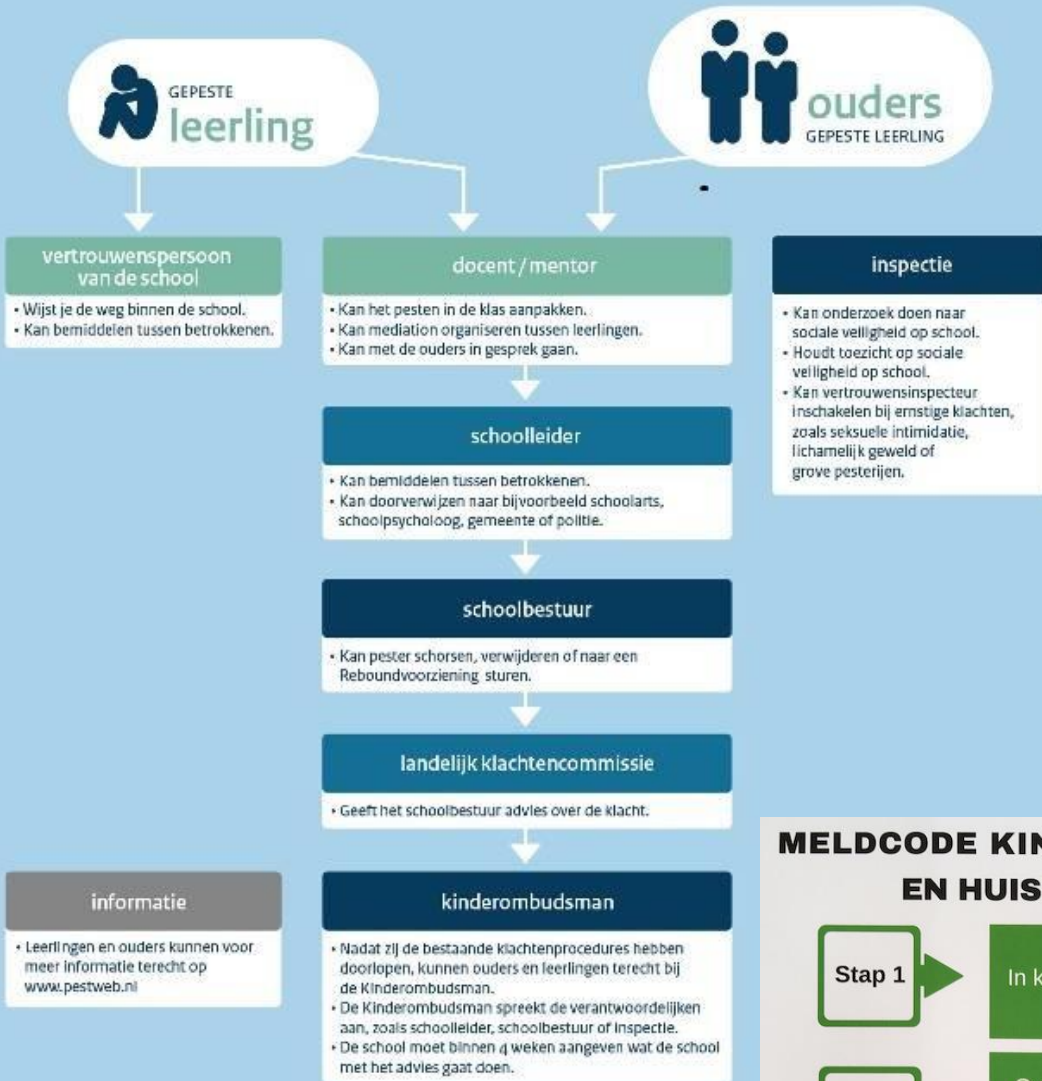 GEPESTE
leerling
ouders
GEPESTE LEERLING
vertrouwenspersoon
van de school
• Wijst je de weg binnen de school.
• Kan bemiddelen tussen betrokkenen.
docent / mentor
• Kan het pesten in de klas aanpakken.
• Kan mediation organiseren tussen leerlingen.
• Kan met de ouders in gesprek gaan.
inspectie
• Kan onderzoek doen naar
sociale veiligheid op school.
• Houdt toezicht op sociale
veiligheid op school.
• Kan vertrouwensinspecteur
inschakelen bij ernstige klachten,
zoals seksuele intimidatie,
lichamelijk geweld of
grove pesterijen.
schoolleider
• Kan bemiddelen tussen betrokkenen.
• Kan doorverwijzen naar bijvoorbeeld schoolarts,
schoolpsycholoog, gemeente of politie.
schoolbestuur
• Kan pester schorsen, verwijderen of naar een
Reboundvoorziening sturen.
landelijk klachtencommissie
• Geeft het schoolbestuur advies over de klacht.
informatie
• Leerlingen en ouders kunnen voor
meer informatie terecht op
www.pestweb.nl
kinderombudsman
• Nadat zij de bestaande klachtenprocedures hebben
doorlopen, kunnen ouders en leerlingen terecht bij
de Kinderombudsman.
• De Kinderombudsman spreekt de verantwoordelijken
aan, zoals schoolleider, schoolbestuur of inspectie.
• De school moet binnen 4 weken aangeven wat de school
met het advies gaat doen.
MELDCODE KIN
EN HUIS
Stap 1
In k